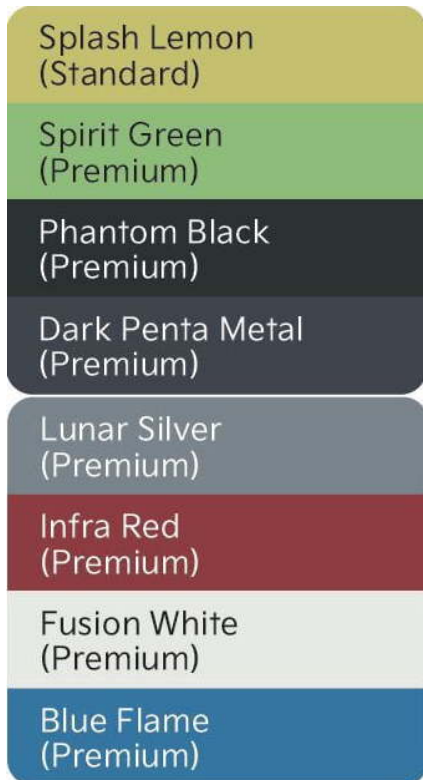 Splash Lemon
(Standard)
Spirit Green
(Premium)
Phantom Black
(Premium)
Dark Penta Metal
(Premium)
Lunar Silver
(Premium)
Infra Red
(Premium)
Fusion White
(Premium)
Blue Flame
(Premium)